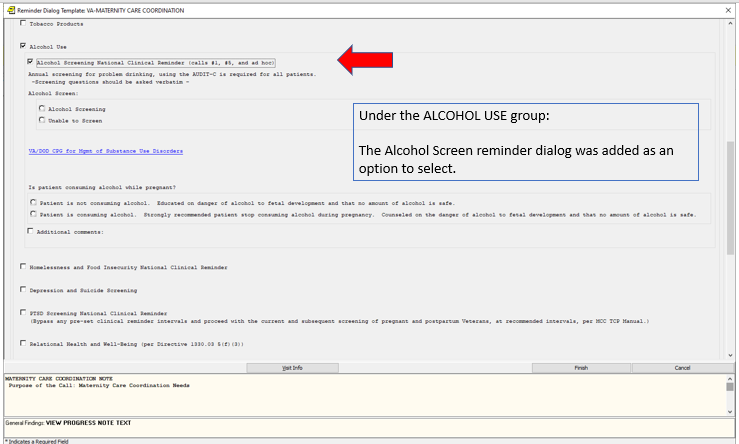 Reminder Dialog Template: VA-MATERNITY CARE COORDINATION
Tobacco Products
Alcohol Use
Alcohol Screening National Clinical Reminder (calls #1, #5, and ad hoc)
Annual screening for problem drinking, using the AUDIT-C is required for all patients.
-Screening questions should be asked verbatim -
Alcohol Screen:
Alcohol Screening
Unable to Screen
Under the ALCOHOL USE group:
The Alcohol Screen reminder dialog was added as an
option to select.
VA/DOD CPG for Mgmt of Substance Use Disorders
Is patient consuming alcohol while pregnant?
Patient is not consuming alcohol. Educated on danger of alcohol to fetal development and that no amount of alcohol is safe.
Patient is consuming alcohol. Strongly recommended patient stop consuming alcohol during pregnancy. Counseled on the danger of alcohol to fetal development and that no amount of alcohol is safe.
Additional comments:
Homelessness and Food Insecurity National Clinical Reminder
Depression and Suicide Screening
PTSD Screening National Clinical Reminder
(Bypass any pre-set clinical reminder intervals and proceed with the current and subsequent screening of pregnant and postpartum Veterans, at recommended intervals, per MCC TCP Manual.)
Relational Health and Well-Being (per Directive 1330.03 5(f)(3))
Visit Info
Finish
Cancel
MATERNITY CARE COORDINATION NOTE
Purpose of the Call: Maternity Care Coordination Needs
General Findings: VIEW PROGRESS NOTE TEXT
* Indicates a Required Field